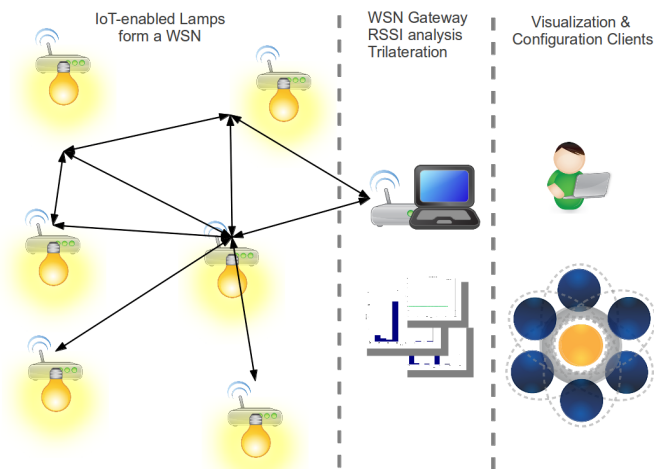 IoT-enabled Lamps
form a WSN
WSN Gateway
RSSI analysis
Trilateration
Visualization &
Configuration Clients